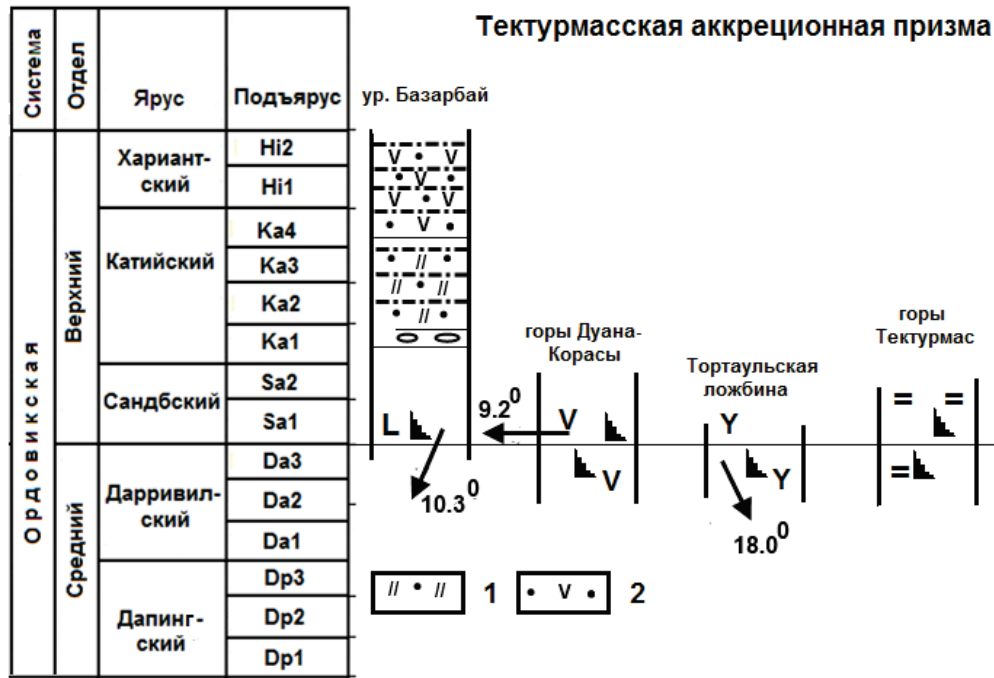 Тектурмасская аккреционная призма
Система
Отдел
Ярус
Подъярус
ур. Базарбай
Ордовикская
Верхний
Средний
Хариант-
ский
Hi2
Hi1
Катийский
Ka4
Ka3
Ka2
Ka1
Сандбский
Sa2
Sa1
Дарривил-
ский
Da3
Da2
Da1
Дапинг-
ский
Dp3
Dp2
Dp1
V V
V
V V
V
//
// //
//
L
10.3⁰
горы Дуана-
Корасы
9.2⁰
V
V
Тортаульская
ложбина
Y
Y
18.0⁰
горы
Тектурмас
= =
=
// // 1
V 2